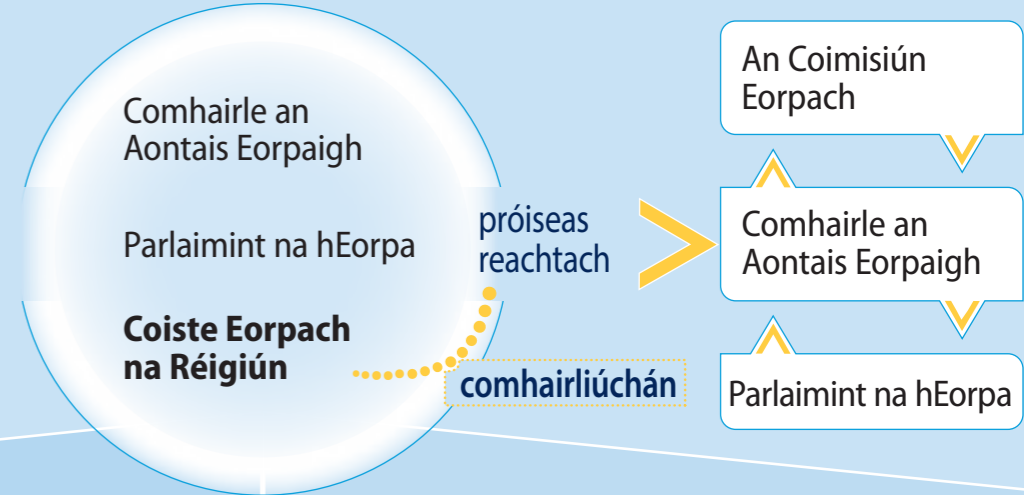 Comhairle an
Aontais Eorpaigh
Parlaimint na hEorpa
Coiste Eorpach
na Réigiún
próiseas
reachtach
comhairliúchán
An Coimisiún
Eorpach
Comhairle an
Aontais Eorpaigh
Parlaimint na hEorpa